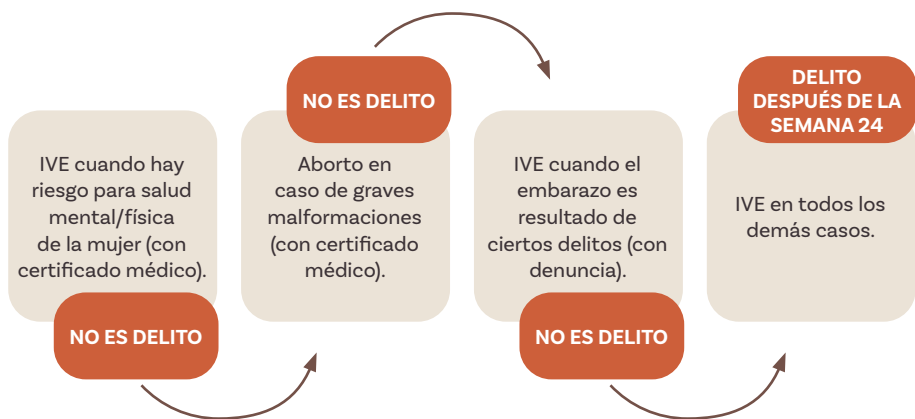 IVE cuando hay
riesgo para salud
mental/física
de la mujer (con
certificado médico).
NO ES DELITO
NO ES DELITO
Aborto en
caso de graves
malformaciones
(con certificado
médico).
IVE cuando el
embarazo es
resultado de
ciertos delitos (con
denuncia).
NO ES DELITO
DELITO
DESPUÉS DE LA
SEMANA 24
IVE en todos los
demás casos.